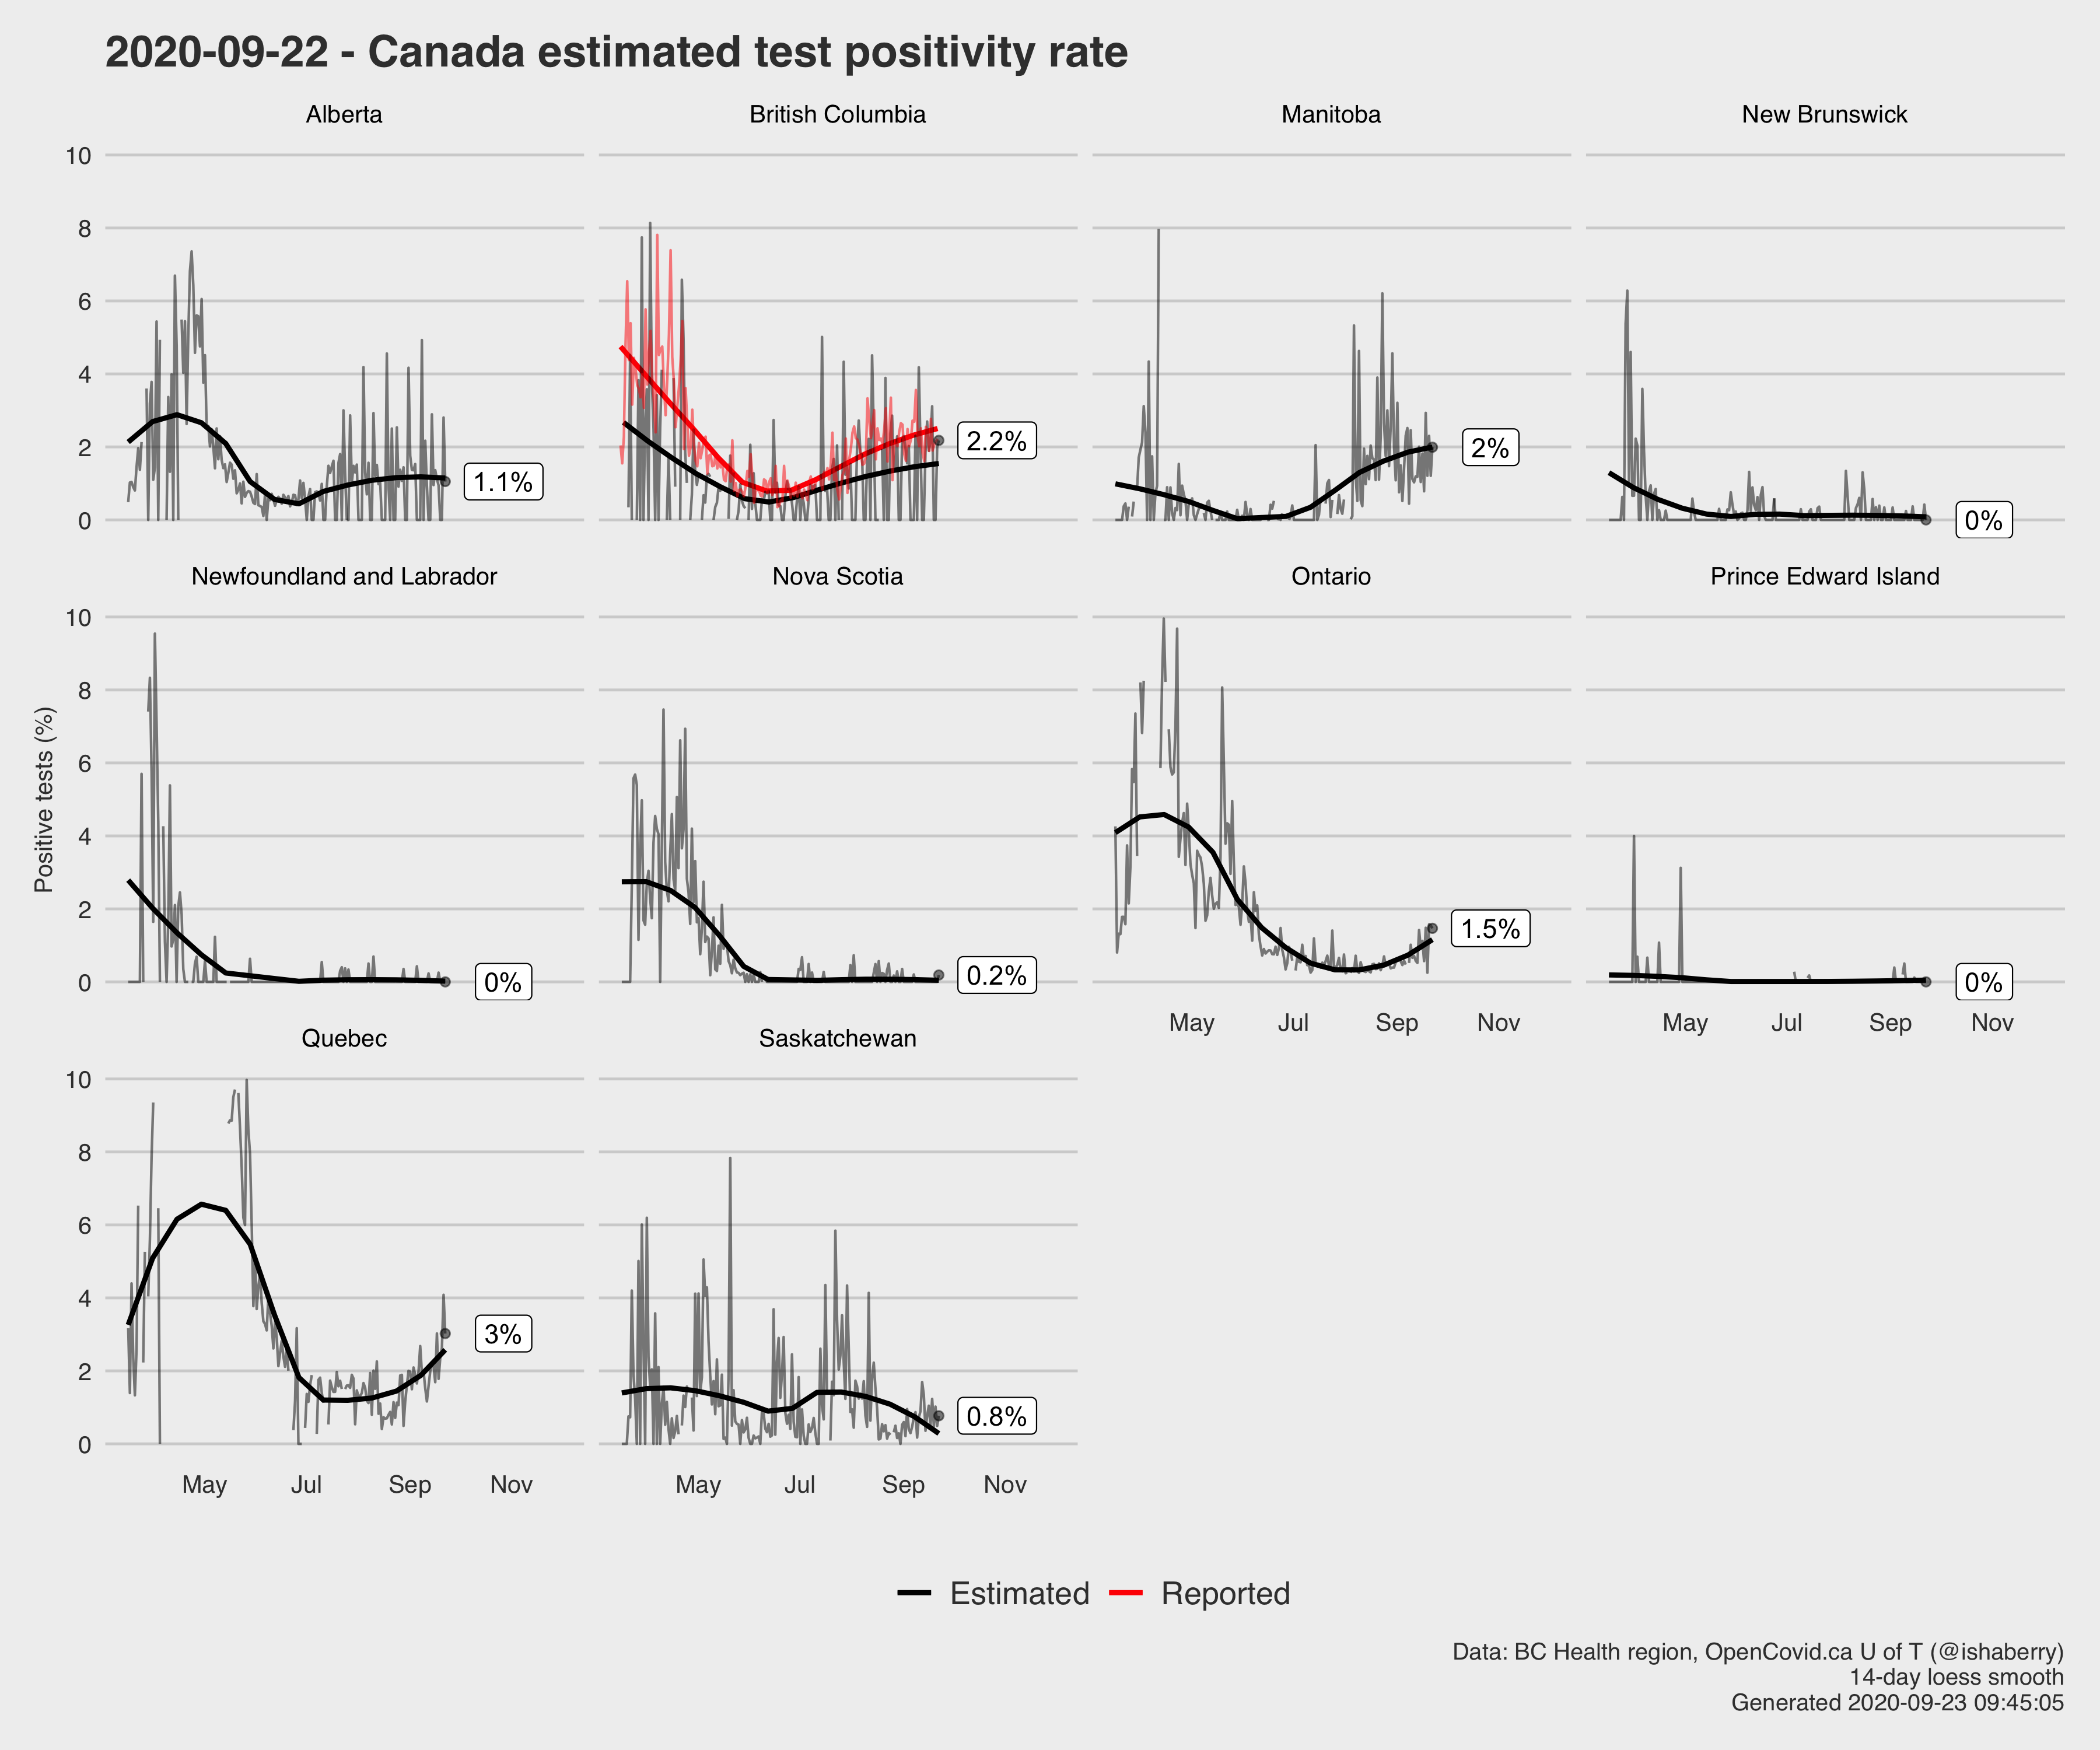 2020-09-22 - Canada estimated test positivity rate
Alberta
British Columbia
Manitoba
New Brunswick
10
8
6
4
2
0
1.1%
2.2%
2%
0%
Newfoundland and Labrador
Nova Scotia
Ontario
Prince Edward Island
Positive tests (%)
10
8
6
4
2
0
0%
0.2%
1.5%
0%
May Jul Sep Nov
May Jul Sep Nov
Quebec
Saskatchewan
10
8
6
4
2
0
3%
0.8%
May Jul Sep Nov
May Jul Sep Nov
Estimated Reported
Data: BC Health region, OpenCovid.ca U of T (@ishaberry)
14-day loess smooth
Generated 2020-09-23 09:45:05